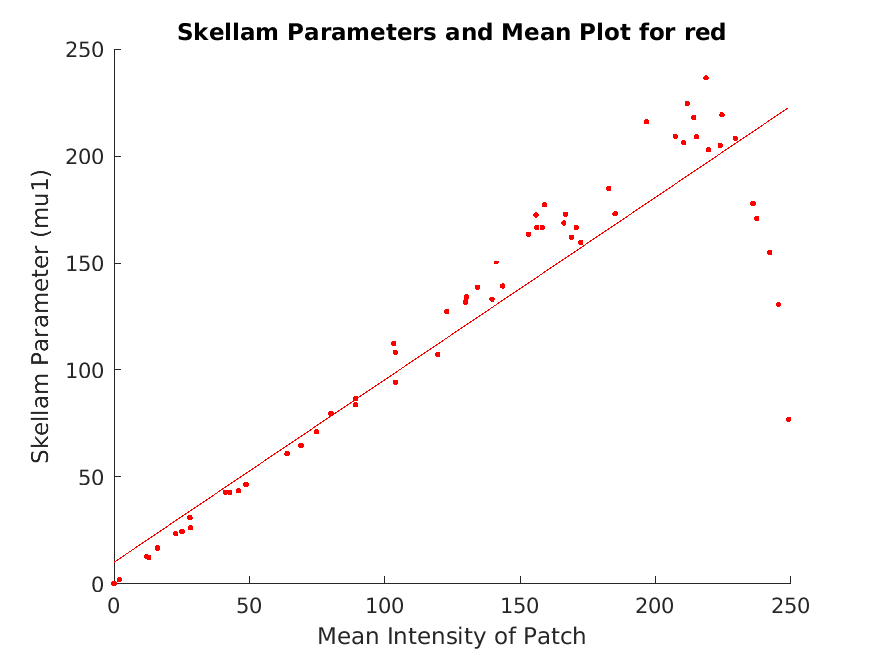 Skellam Parameters and Mean Plot for red
250
200
150
100
50
0
Skellam Parameter (mu1)
0 50 100 150 200 250
Mean Intensity of Patch